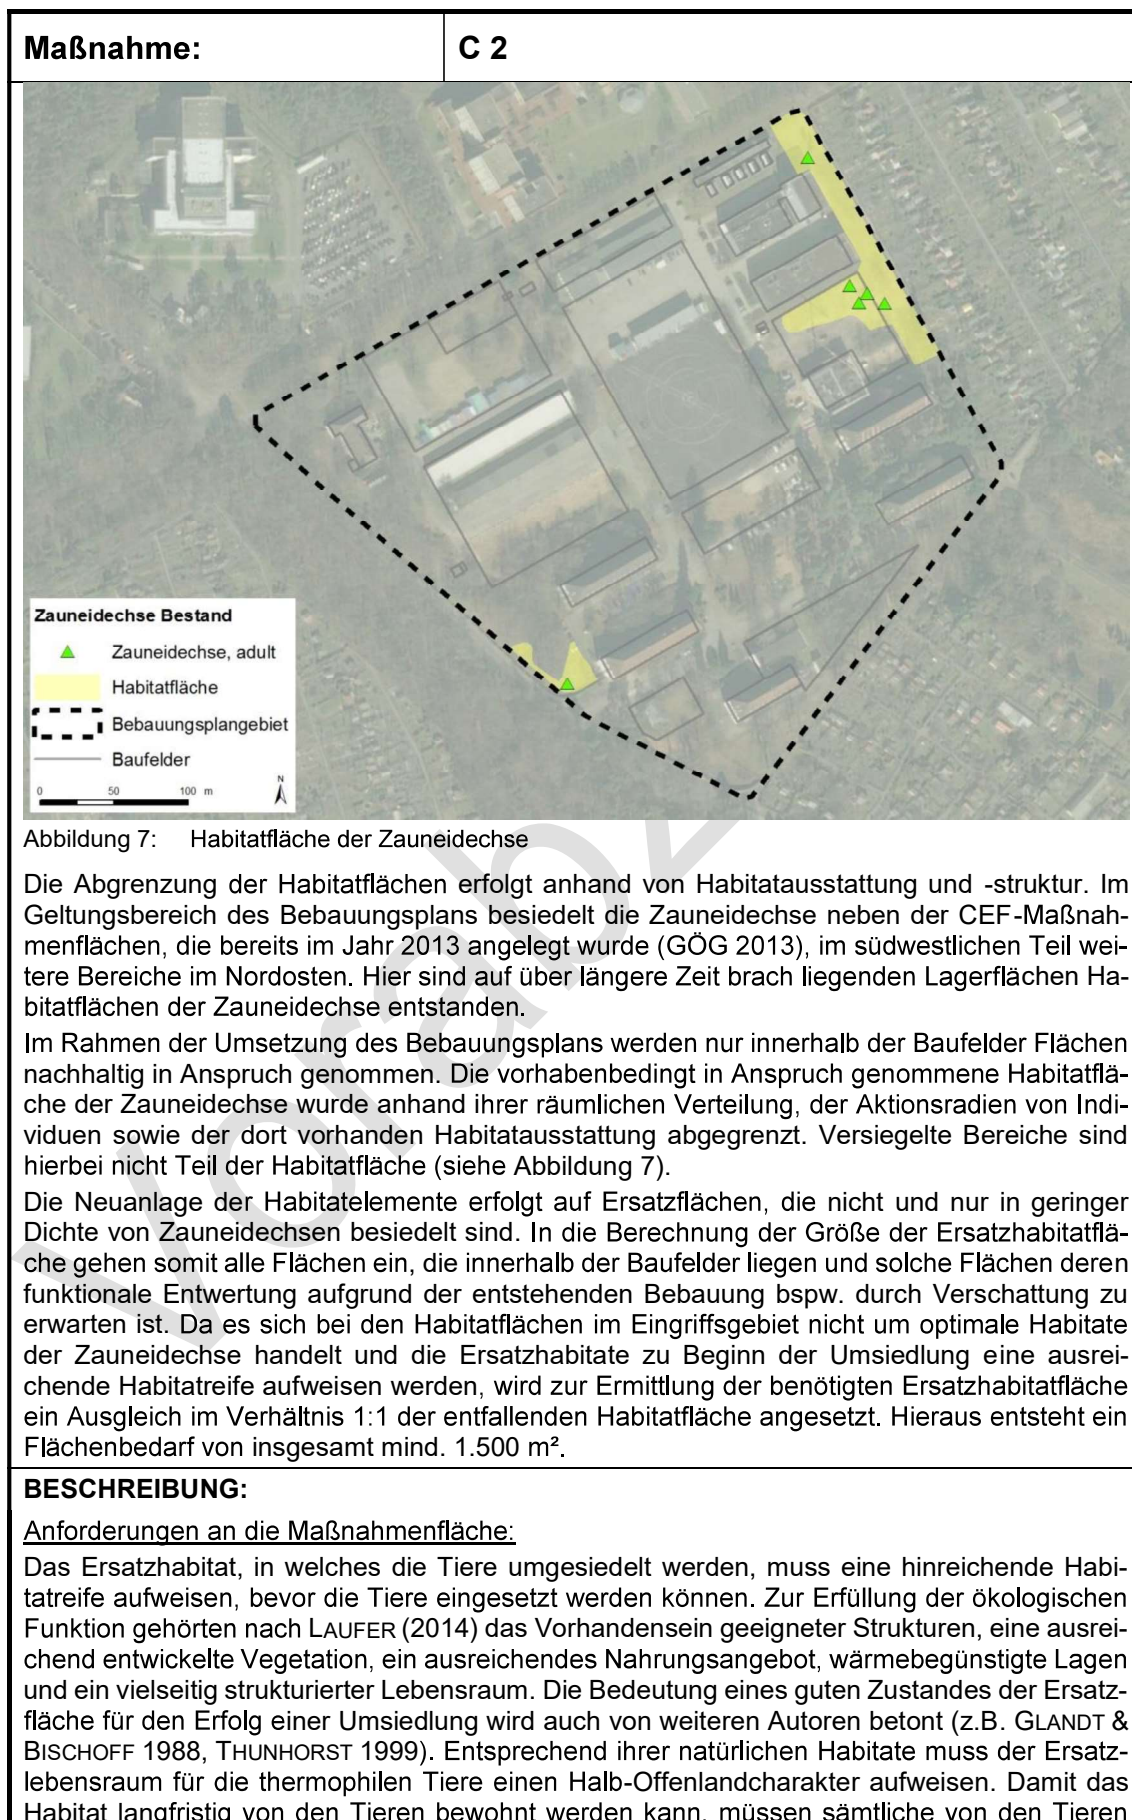 Maßnahme: C 2
Zauneidechse Bestand
Zauneidechse, adult
Habitatfläche
Bebauungsplangebiet
Baufelder
0 50 100 m N
Abbildung 7: Habitatfläche der Zauneidechse
Die Abgrenzung der Habitatflächen erfolgt anhand von Habitatausstattung und -struktur. Im
Geltungsbereich des Bebauungsplans besiedelt die Zauneidechse neben der CEF-Maßnah-
menflächen, die bereits im Jahr 2013 angelegt wurde (GÖG 2013), im südwestlichen Teil wei-
tere Bereiche im Nordosten. Hier sind auf über längere Zeit brach liegenden Lagerflächen Ha-
bitatflächen der Zauneidechse entstanden.
Im Rahmen der Umsetzung des Bebauungsplans werden nur innerhalb der Baufelder Flächen
nachhaltig in Anspruch genommen. Die vorhabenbedingt in Anspruch genommene Habitatflä-
che der Zauneidechse wurde anhand ihrer räumlichen Verteilung, der Aktionsradien von Indi-
viduen sowie der dort vorhanden Habitatausstattung abgegrenzt. Versiegelte Bereiche sind
hierbei nicht Teil der Habitatfläche (siehe Abbildung 7).
Die Neuanlage der Habitatelemente erfolgt auf Ersatzflächen, die nicht und nur in geringer
Dichte von Zauneidechsen besiedelt sind. In die Berechnung der Größe der Ersatzhabitatflä-
che gehen somit alle Flächen ein, die innerhalb der Baufelder liegen und solche Flächen deren
funktionale Entwertung aufgrund der entstehenden Bebauung bspw. durch Verschattung zu
erwarten ist. Da es sich bei den Habitatflächen im Eingriffsgebiet nicht um optimale Habitate
der Zauneidechse handelt und die Ersatzhabitate zu Beginn der Umsiedlung eine ausrei-
chende Habitatreife aufweisen werden, wird zur Ermittlung der benötigten Ersatzhabitatfläche
ein Ausgleich im Verhältnis 1:1 der entfallenden Habitatfläche angesetzt. Hieraus entsteht ein
Flächenbedarf von insgesamt mind. 1.500 m².
BESCHREIBUNG:
Anforderungen an die Maßnahmenfläche:
Das Ersatzhabitat, in welches die Tiere umgesiedelt werden, muss eine hinreichende Habi-
tatreife aufweisen, bevor die Tiere eingesetzt werden können. Zur Erfüllung der ökologischen
Funktion gehörten nach LAUFER (2014) das Vorhandensein geeigneter Strukturen, eine ausrei-
chend entwickelte Vegetation, ein ausreichendes Nahrungsangebot, wärmebegünstigte Lagen
und ein vielseitig strukturierter Lebensraum. Die Bedeutung eines guten Zustandes der Ersatz-
fläche für den Erfolg einer Umsiedlung wird auch von weiteren Autoren betont (z.B. GLANDT &
BISCHOFF 1988, THUNHORST 1999). Entsprechend ihrer natürlichen Habitate muss der Ersatz-
lebensraum für die thermophilen Tiere einen Halb-Offenlandcharakter aufweisen. Damit das
Habitat langfristig von den Tieren bewohnt werden kann, müssen sämtliche von den Tieren